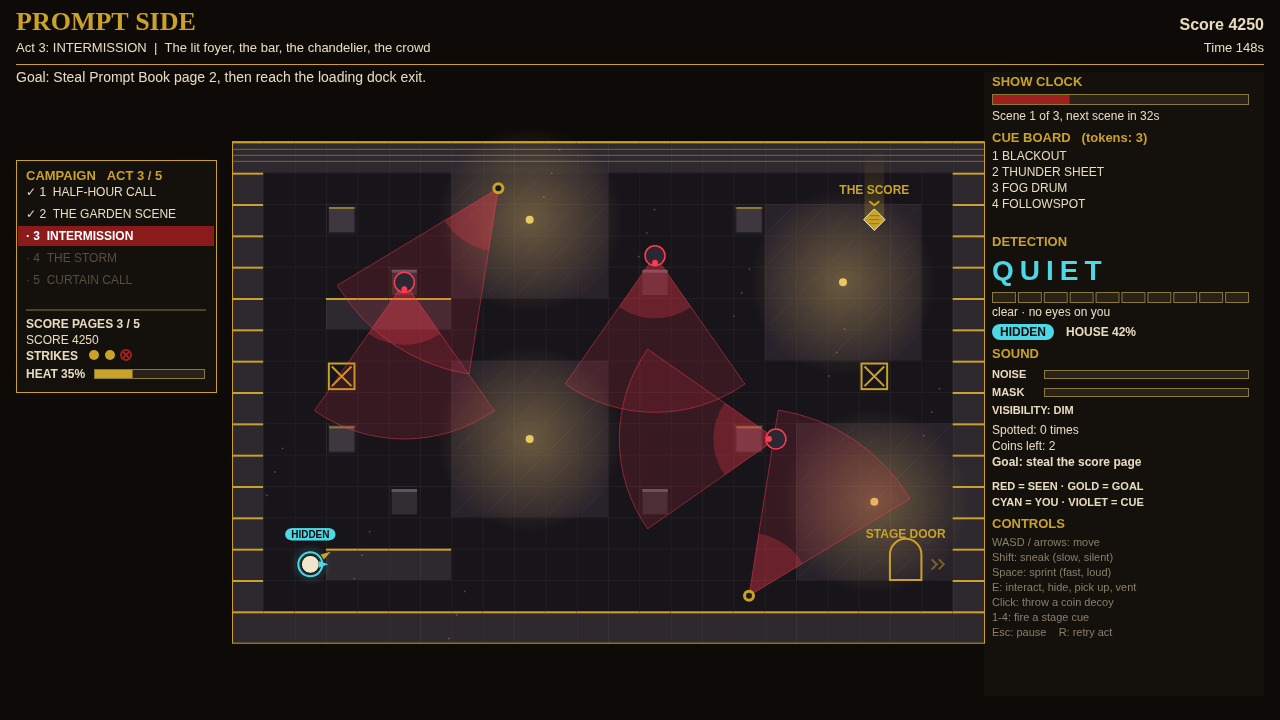 PROMPT SIDE
Act 3: INTERMISSION | The lit foyer, the bar, the chandelier, the crowd
Score 4250
Time 148s
Goal: Steal Prompt Book page 2, then reach the loading dock exit.
CAMPAIGN ACT 3 / 5
✓ 1 HALF-HOUR CALL
✓ 2 THE GARDEN SCENE
· 3 INTERMISSION
· 4 THE STORM
· 5 CURTAIN CALL
SCORE PAGES 3 / 5
SCORE 4250
STRIKES
HEAT 35%
THE SCORE
HIDDEN
STAGE DOOR
SHOW CLOCK
Scene 1 of 3, next scene in 32s
CUE BOARD (tokens: 3)
1 BLACKOUT
2 THUNDER SHEET
3 FOG DRUM
4 FOLLOWSPOT
DETECTION
QUIET
clear · no eyes on you
HIDDEN HOUSE 42%
SOUND
NOISE
MASK
VISIBILITY: DIM
Spotted: 0 times
Coins left: 2
Goal: steal the score page
RED = SEEN · GOLD = GOAL
CYAN = YOU · VIOLET = CUE
CONTROLS
WASD / arrows: move
Shift: sneak (slow, silent)
Space: sprint (fast, loud)
E: interact, hide, pick up, vent
Click: throw a coin decoy
1-4: fire a stage cue
Esc: pause R: retry act